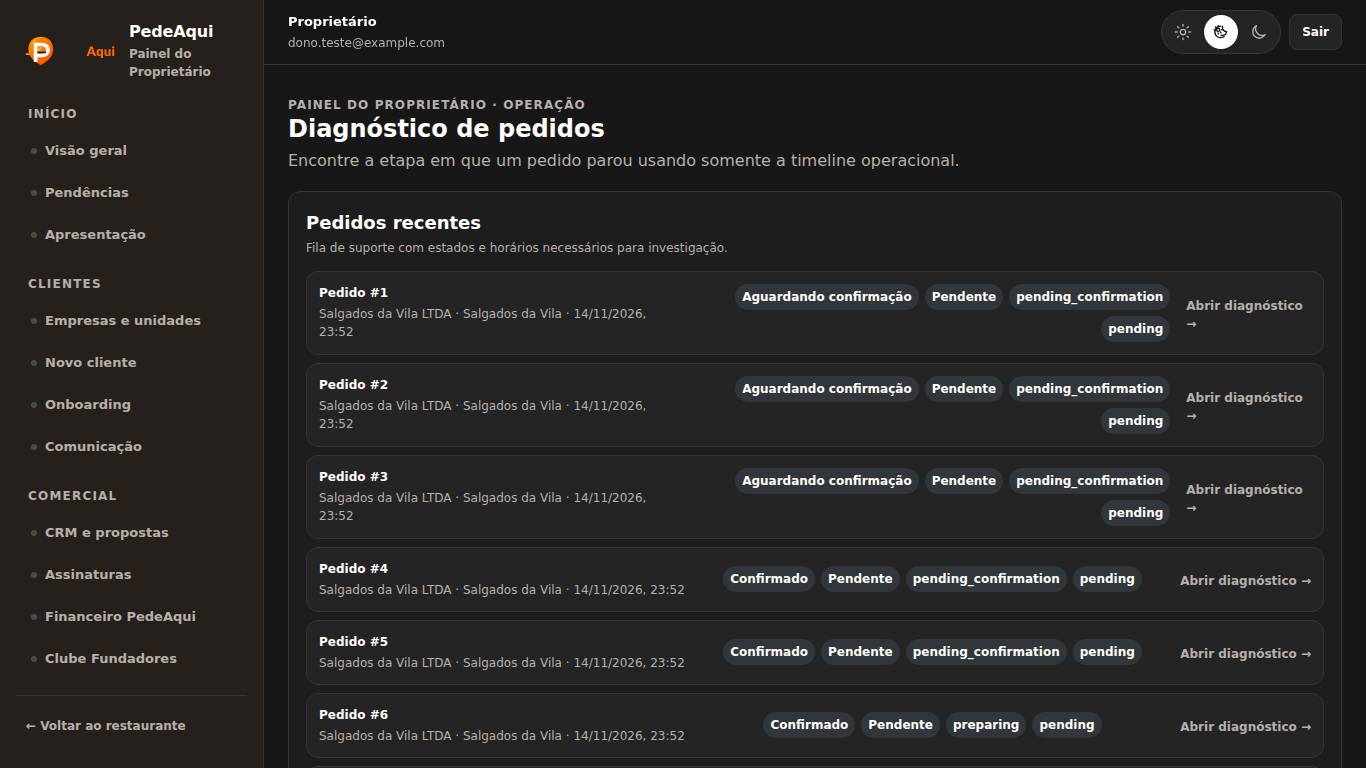 Aqui
PedeAqui
Painel do
Proprietário
INÍCIO
Visão geral
Pendências
Apresentação
CLIENTES
Empresas e unidades
Novo cliente
Onboarding
Comunicação
COMERCIAL
CRM e propostas
Assinaturas
Financeiro PedeAqui
Clube Fundadores
← Voltar ao restaurante
Proprietário
dono.teste@example.com
Sair
PAINEL DO PROPRIETÁRIO · OPERAÇÃO
Diagnóstico de pedidos
Encontre a etapa em que um pedido parou usando somente a timeline operacional.
Pedidos recentes
Fila de suporte com estados e horários necessários para investigação.
Pedido #1
Salgados da Vila LTDA · Salgados da Vila · 14/11/2026,
23:52
Aguardando confirmação Pendente pending_confirmation
pending
Abrir diagnóstico
→
Pedido #2
Salgados da Vila LTDA · Salgados da Vila · 14/11/2026,
23:52
Aguardando confirmação Pendente pending_confirmation
pending
Abrir diagnóstico
→
Pedido #3
Salgados da Vila LTDA · Salgados da Vila · 14/11/2026,
23:52
Aguardando confirmação Pendente pending_confirmation
pending
Abrir diagnóstico
→
Pedido #4
Salgados da Vila LTDA · Salgados da Vila · 14/11/2026, 23:52
Confirmado Pendente pending_confirmation pending
Abrir diagnóstico →
Pedido #5
Salgados da Vila LTDA · Salgados da Vila · 14/11/2026, 23:52
Confirmado Pendente pending_confirmation pending
Abrir diagnóstico →
Pedido #6
Salgados da Vila LTDA · Salgados da Vila · 14/11/2026, 23:52
Confirmado Pendente preparing pending
Abrir diagnóstico →